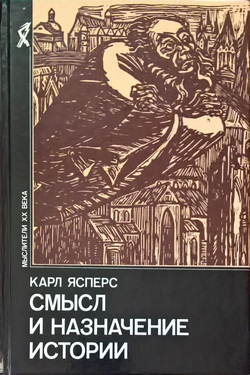 МЫСЛИТЕЛИ XX ВЕКА
КАРЛ ЯСПЕРС
СМЫСЛ
И НАЗНАЧЕНИЕ
ИСТОРИИ